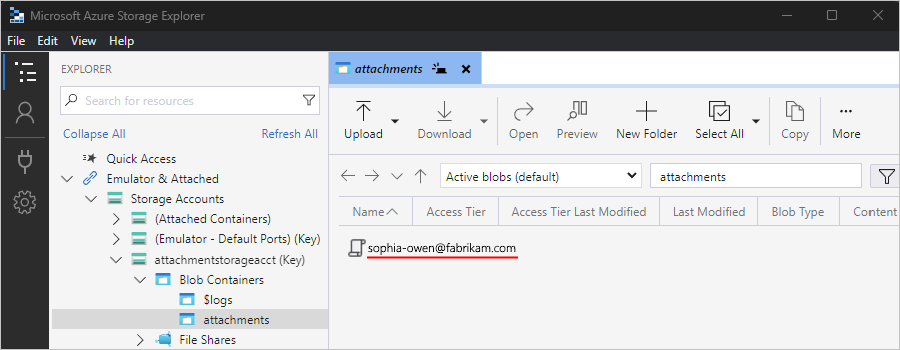 Microsoft Azure Storage Explorer
File Edit View Help
EXPLORER
Search for resources
Collapse All Refresh All
Quick Access
Emulator & Attached
Storage Accounts
(Attached Containers)
(Emulator - Default Ports) (Key)
attachmentstorageacct (Key)
Blob Containers
$logs
attachments
File Shares
attachments
Upload Download Open Preview New Folder Select All Copy More
Active blobs (default) attachments
Name Access Tier Access Tier Last Modified Last Modified Blob Type Content
sophia-owen@fabrikam.com